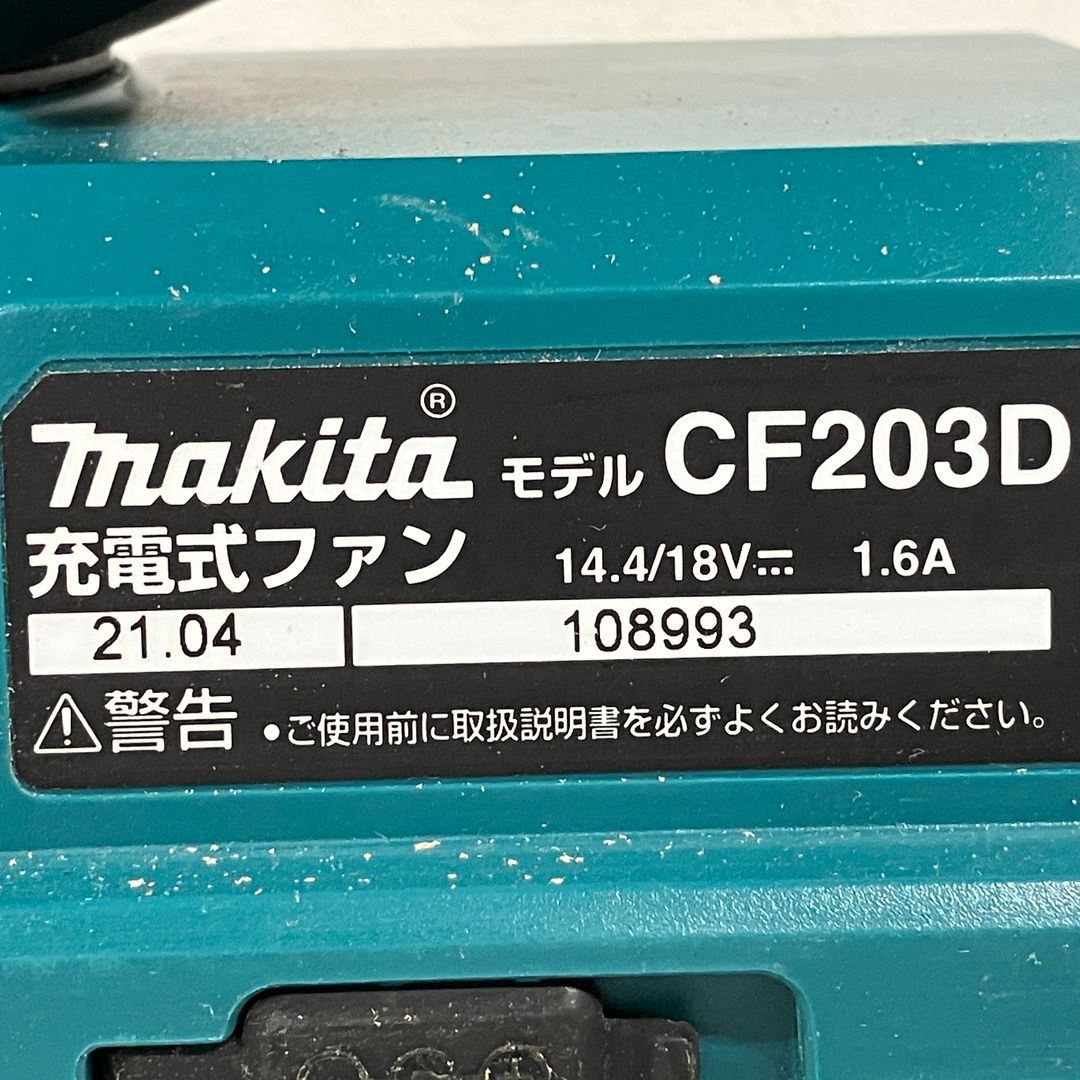 makita® モデル CF203D
充電式ファン 14.4/18V⎓ 1.6A
21.04 108993
⚠警告 •ご使用前に取扱説明書を必ずよくお読みください。